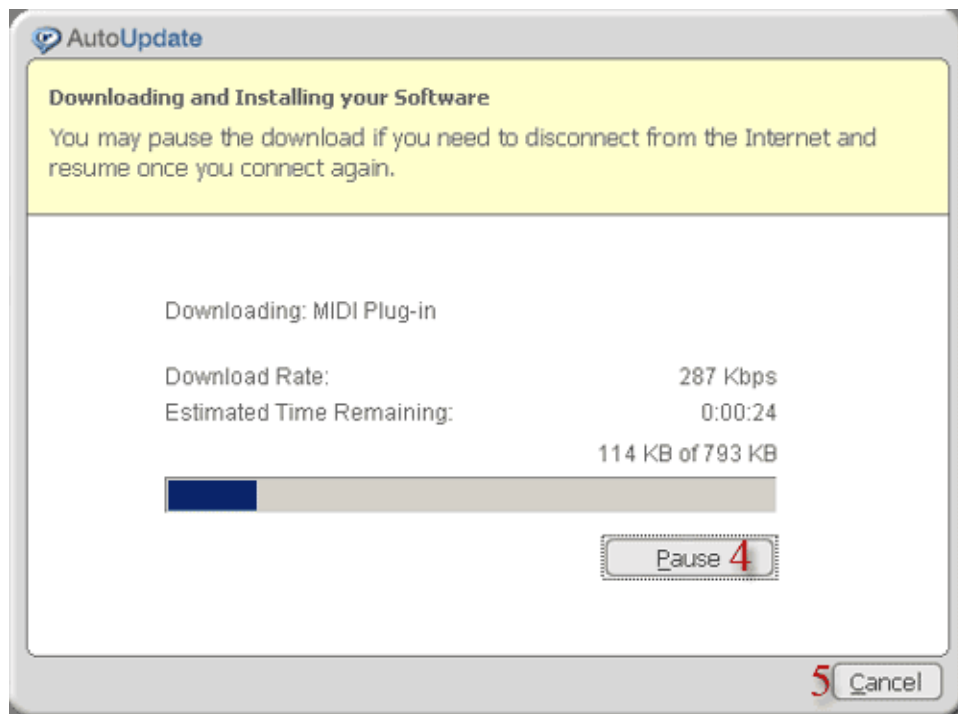 AutoUpdate
Downloading and Installing your Software
You may pause the download if you need to disconnect from the Internet and
resume once you connect again.
Downloading: MIDI Plug-in
Download Rate: 287 Kbps
Estimated Time Remaining: 0:00:24
114 KB of 793 KB
Pause 4
5 Cancel